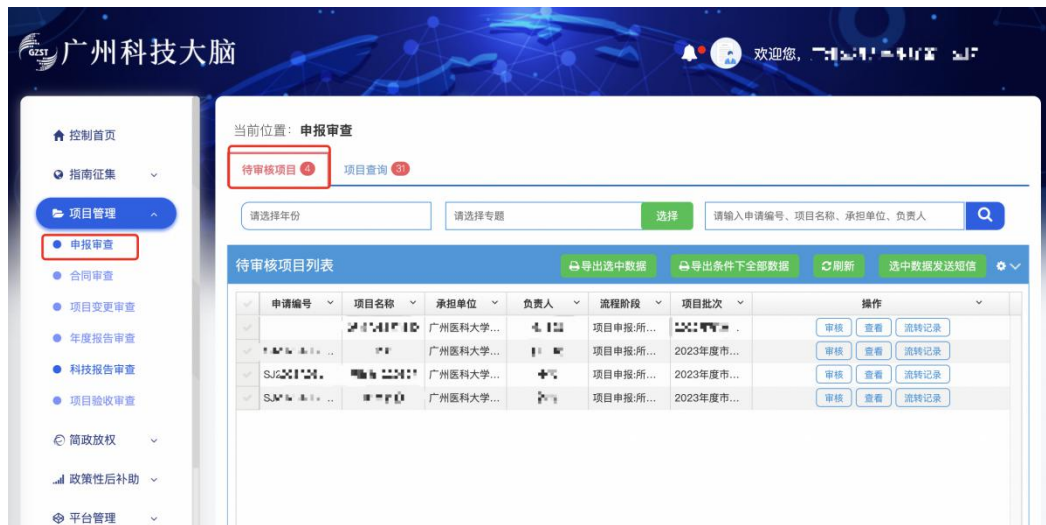 GZST 广州科技大脑
欢迎您,
控制首页
指南征集
项目管理
申报审查
合同审查
项目变更审查
年度报告审查
科技报告审查
项目验收审查
简政放权
政策性后补助
平台管理
当前位置: 申报审查
待审核项目 4 项目查询 31
请选择年份 请选择专题 选择 请输入申请编号、项目名称、承担单位、负责人
待审核项目列表 导出选中数据 导出条件下全部数据 刷新 选中数据发送短信
申请编号 项目名称 承担单位 负责人 流程阶段 项目批次 操作
广州医科大学... 项目申报:所... 审核 查看 流转记录
广州医科大学... 项目申报:所... 2023年度市... 审核 查看 流转记录
广州医科大学... 项目申报:所... 2023年度市... 审核 查看 流转记录
广州医科大学... 项目申报:所... 2023年度市... 审核 查看 流转记录